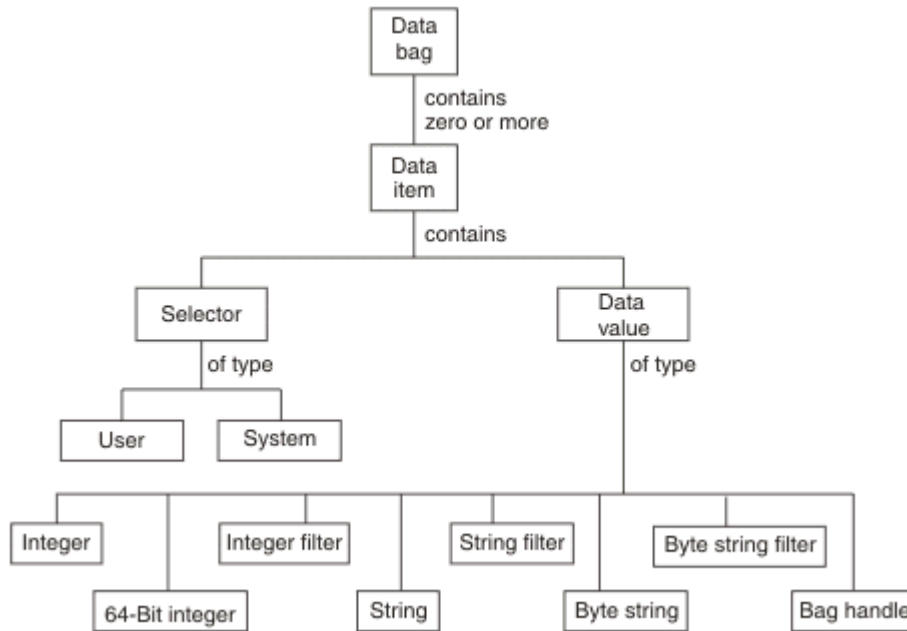 Data
bag
contains
zero or more
Data
item
contains
Selector
Data
value
of type
of type
User
System
Integer
Integer filter
String filter
Byte string filter
64-Bit integer
String
Byte string
Bag handle